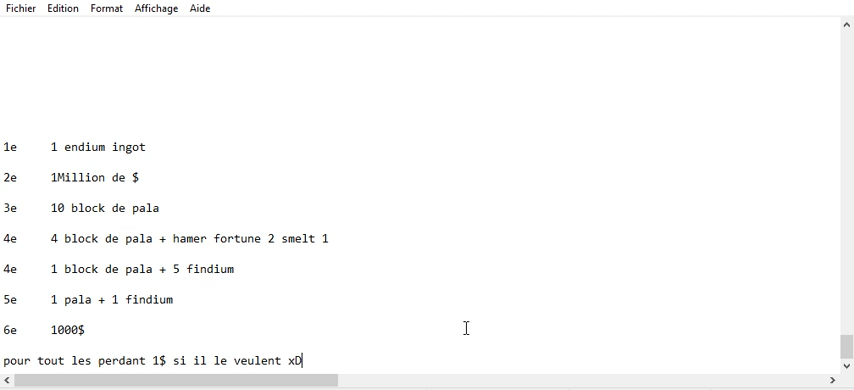 Fichier Edition Format Affichage Aide
1e 1 endium ingot
2e 1Million de $
3e 10 block de pala
4e 4 block de pala + hamer fortune 2 smelt 1
4e 1 block de pala + 5 findium
5e 1 pala + 1 findium
6e 1000$
pour tout les perdant 1$ si il le veulent xD